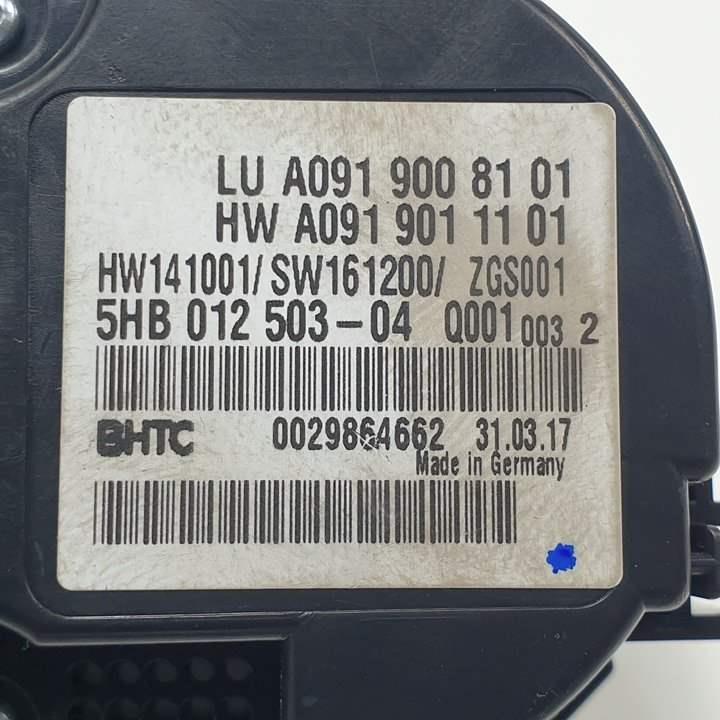 LU A091 900 81 01
HW A091 901 11 01
HW141001/ SW161200/ ZGS001
5HB 012 503-04 Q001 003 2
BHTC 0029864662 31.03.17
Made in Germany